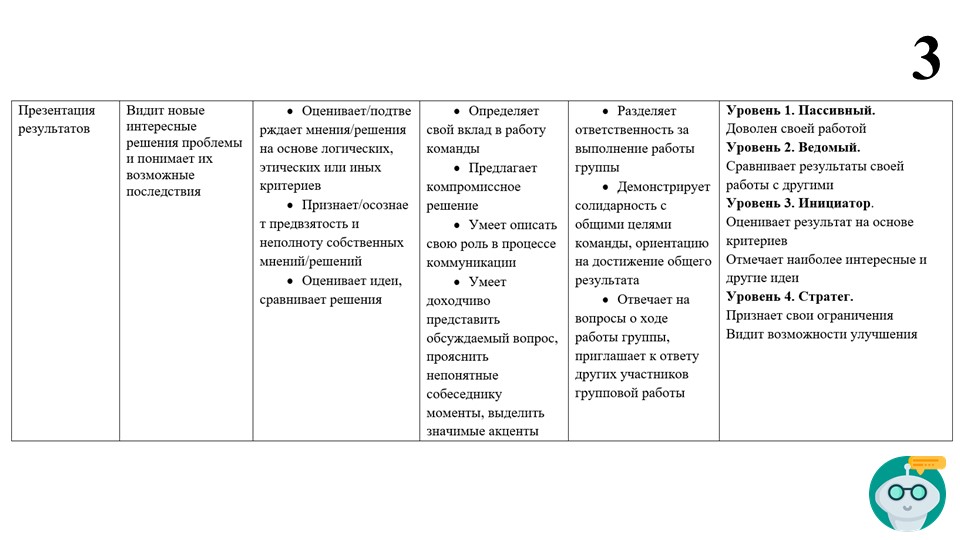 3
Презентация
результатов
Видит новые
интересные
решения проблемы
и понимает их
возможные
последствия
• Оценивает/подтве
рждает мнения/решения
на основе логических,
этических или иных
критериев
• Признает/осознае
т предвзятость и
неполноту собственных
мнений/решений
• Оценивает идеи,
сравнивает решения
• Определяет
свой вклад в работу
команды
• Предлагает
компромиссное
решение
• Умеет описать
свою роль в процессе
коммуникации
• Умеет
доходчиво
представить
обсуждаемый вопрос,
прояснить
непонятные
собеседнику
моменты, выделить
значимые акценты
• Разделяет
ответственность за
выполнение работы
группы
• Демонстрирует
солидарность с
общими целями
команды, ориентацию
на достижение общего
результата
• Отвечает на
вопросы о ходе
работы группы,
приглашает к ответу
других участников
групповой работы
Уровень 1. Пассивный.
Доволен своей работой
Уровень 2. Ведомый.
Сравнивает результаты своей
работы с другими
Уровень 3. Инициатор.
Оценивает результат на основе
критериев
Отмечает наиболее интересные и
другие идеи
Уровень 4. Стратег.
Признает свои ограничения
Видит возможности улучшения